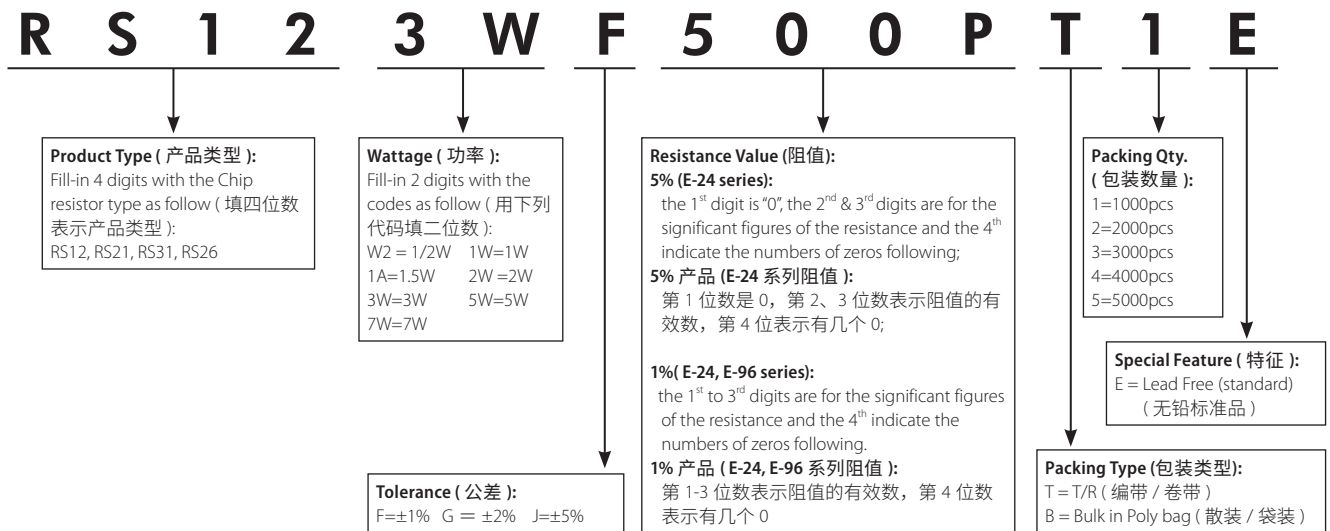 R S 1 2 3 W F 5 0 0 P T 1 E
Product Type ( 产品类型 ):
Fill-in 4 digits with the Chip
resistor type as follow ( 填四位数
表示产品类型 ):
RS12, RS21, RS31, RS26
Wattage ( 功率 ):
Fill-in 2 digits with the
codes as follow ( 用下列
代码填二位数 ):
W2 = 1/2W 1W=1W
1A=1.5W 2W =2W
3W=3W 5W=5W
7W=7W
Tolerance ( 公差 ):
F=±1% G = ±2% J=±5%
Resistance Value (阻值):
5% (E-24 series):
the 1st digit is “0”, the 2nd & 3rd digits are for the
significant figures of the resistance and the 4th
indicate the numbers of zeros following;
5% 产品 (E-24 系列阻值 ):
第 1 位数是 0，第 2、3 位数表示阻值的有
效数，第 4 位表示有几个 0;
1%( E-24, E-96 series):
the 1st to 3rd digits are for the significant figures
of the resistance and the 4th indicate the
numbers of zeros following.
1% 产品 ( E-24, E-96 系列阻值 ):
第 1-3 位数表示阻值的有效数，第 4 位数
表示有几个 0
Packing Qty.
( 包装数量 ):
1=1000pcs
2=2000pcs
3=3000pcs
4=4000pcs
5=5000pcs
Special Feature ( 特征 ):
E = Lead Free (standard)
( 无铅标准品 )
Packing Type (包装类型):
T = T/R ( 编带 / 卷带 )
B = Bulk in Poly bag ( 散装 / 袋装 )